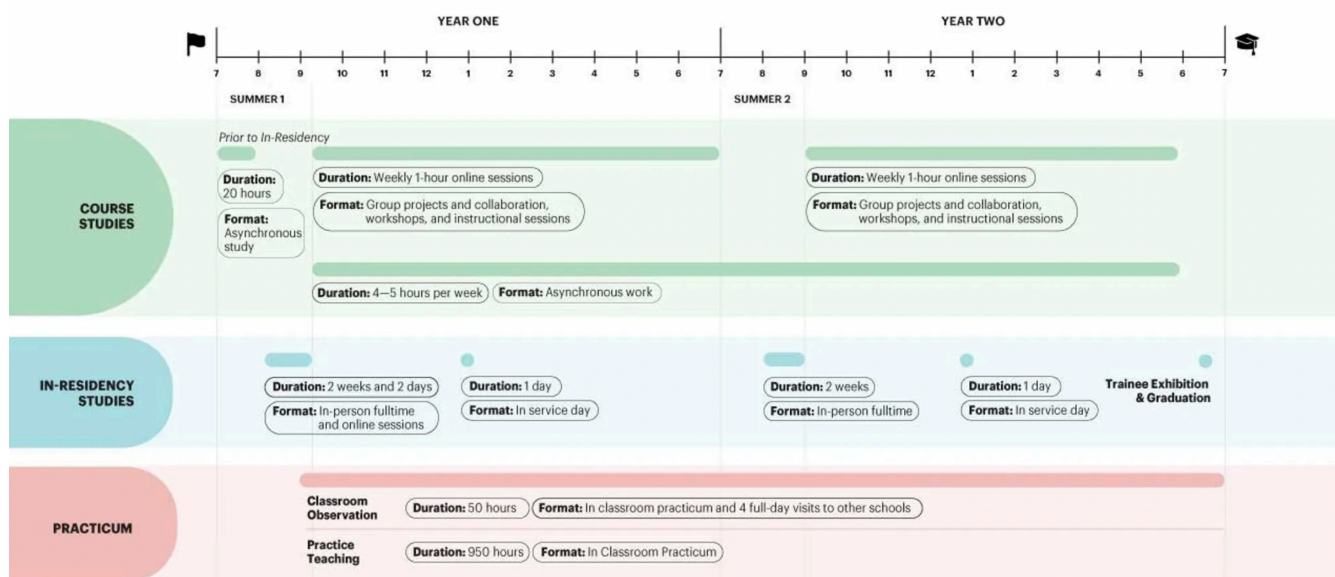 YEAR ONE
YEAR TWO
7 8 9 10 11 12 1 2 3 4 5 6 7 8 9 10 11 12 1 2 3 4 5 6 7
SUMMER 1
SUMMER 2
COURSE
STUDIES
Prior to In-Residency
Duration:
20 hours
Format:
Asynchronous
study
Duration: Weekly 1-hour online sessions
Format: Group projects and collaboration,
workshops, and instructional sessions
Duration: Weekly 1-hour online sessions
Format: Group projects and collaboration,
workshops, and instructional sessions
Duration: 4—5 hours per week
Format: Asynchronous work
IN-RESIDENCY
STUDIES
Duration: 2 weeks and 2 days
Format: In-person fulltime
and online sessions
Duration: 1 day
Format: In service day
Duration: 2 weeks
Format: In-person fulltime
Duration: 1 day
Format: In service day
Trainee Exhibition
& Graduation
PRACTICUM
Classroom
Observation
Duration: 50 hours
Format: In classroom practicum and 4 full-day visits to other schools
Practice
Teaching
Duration: 950 hours
Format: In Classroom Practicum